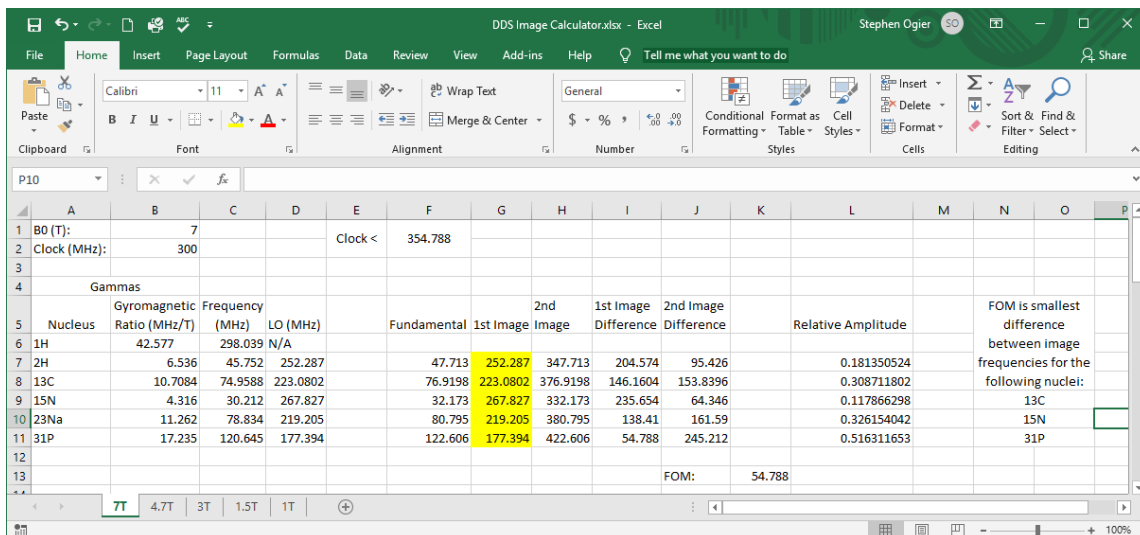 DDS Image Calculator.xlsx - Excel
Stephen Ogier SO
File Home Insert Page Layout Formulas Data Review View Add-ins Help Tell me what you want to do Share
Paste
Calibri 11
Wrap Text
Merge & Center
General
Conditional Formatting
Format as Table
Cell Styles
Insert
Delete
Format
Sort & Filter
Find & Select
Clipboard Font Alignment Number Styles Cells Editing
P10 fx
A B C D E F G H I J K L M N O P
1 B0 (T): 7 Clock < 354.788
2 Clock (MHz): 300
3
4 Gammas
5 Nucleus Gyromagnetic Ratio (MHz/T) Frequency (MHz) LO (MHz) Fundamental 1st Image 2nd Image 1st Image Difference 2nd Image Difference Relative Amplitude FOM is smallest difference between image frequencies for the following nuclei:
6 1H 42.577 298.039 N/A
7 2H 6.536 45.752 252.287 47.713 252.287 347.713 204.574 95.426 0.181350524
8 13C 10.7084 74.9588 223.0802 76.9198 223.0802 376.9198 146.1604 153.8396 0.308711802
9 15N 4.316 30.212 267.827 32.173 267.827 332.173 235.654 64.346 0.117866298 13C
10 23Na 11.262 78.834 219.205 80.795 219.205 380.795 138.41 161.59 0.326154042 15N
11 31P 17.235 120.645 177.394 122.606 177.394 422.606 54.788 245.212 0.516311653 31P
12
13 FOM: 54.788
7T 4.7T 3T 1.5T 1T
100%